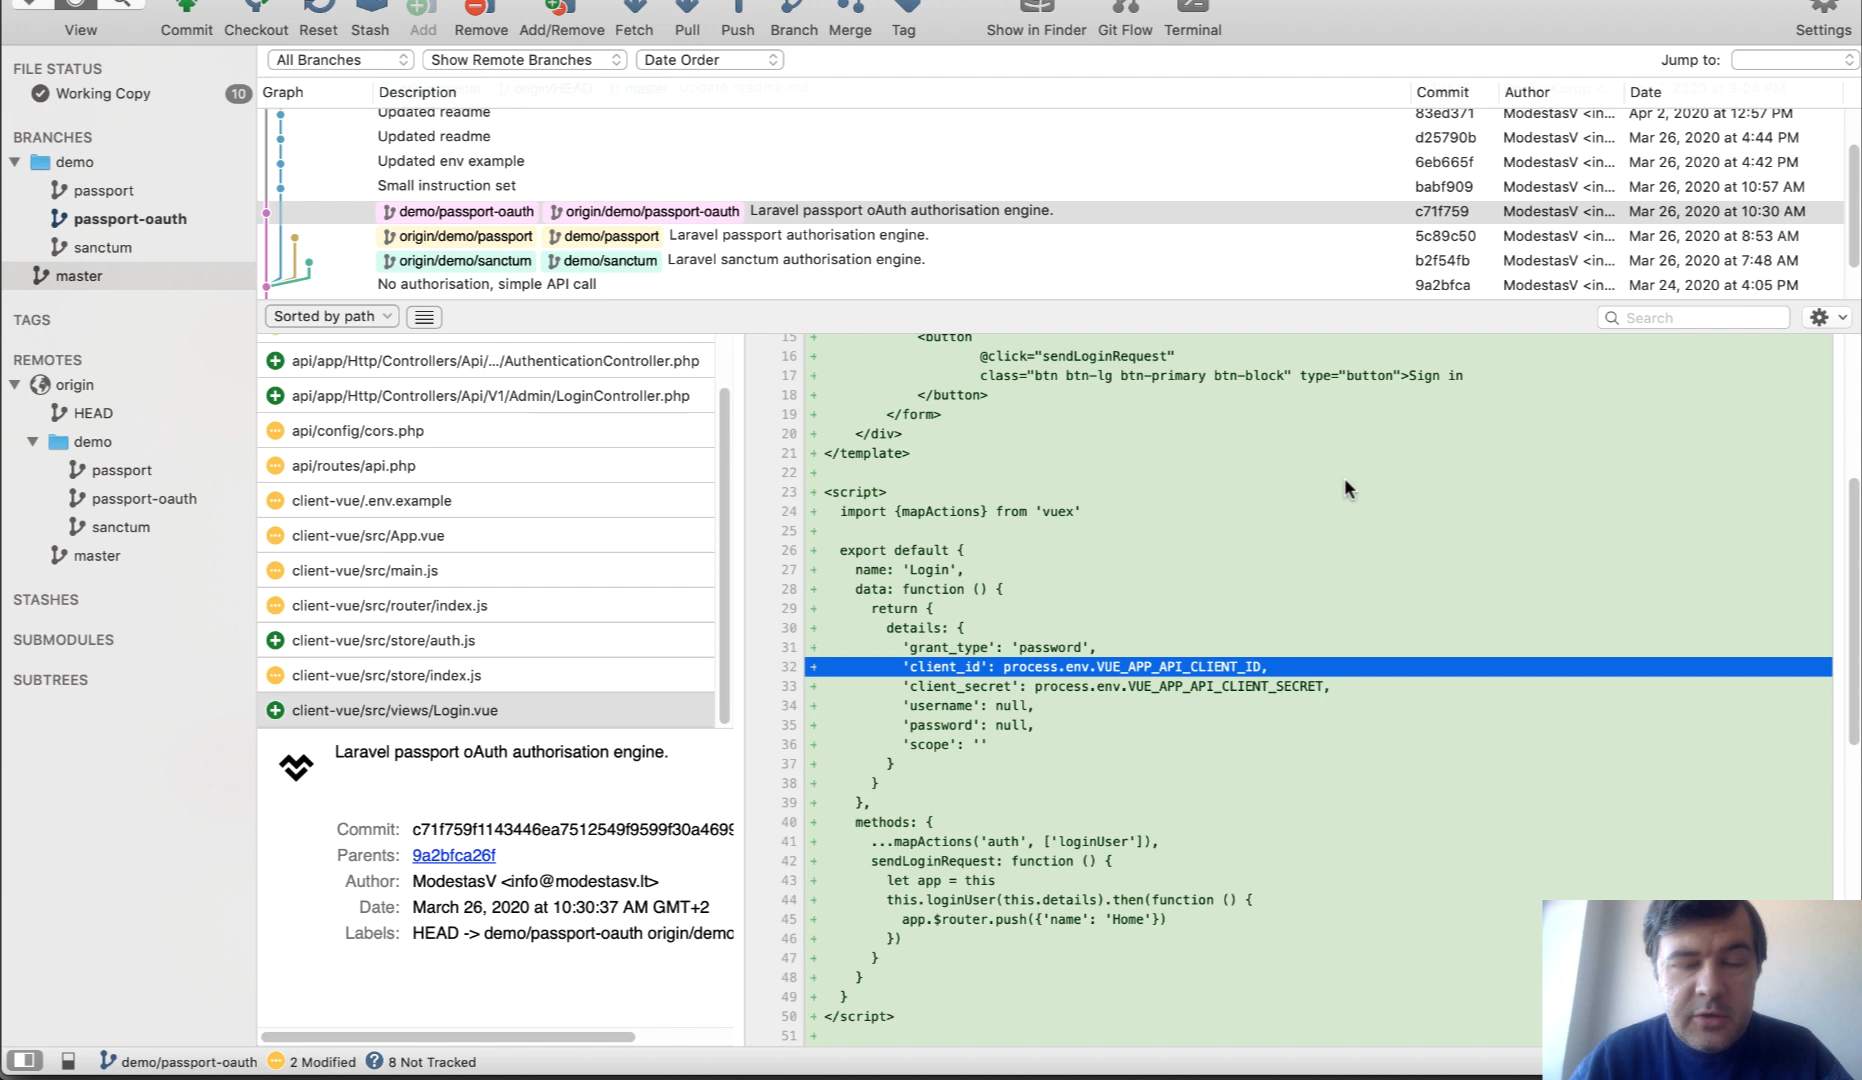 View
Commit
Checkout
Reset
Stash
Add
Remove
Add/Remove
Fetch
Pull
Push
Branch
Merge
Tag
Show in Finder
Git Flow
Terminal
Settings
FILE STATUS
Working Copy 10
BRANCHES
demo
passport
passport-oauth
sanctum
master
TAGS
REMOTES
origin
HEAD
demo
passport
passport-oauth
sanctum
master
STASHES
SUBMODULES
SUBTREES
All Branches Show Remote Branches Date Order Jump to:
Graph Description Commit Author Date
Updated readme 83ed371 ModestasV <in... Apr 2, 2020 at 12:57 PM
Updated readme d25790b ModestasV <in... Mar 26, 2020 at 4:44 PM
Updated env example 6eb665f ModestasV <in... Mar 26, 2020 at 4:42 PM
Small instruction set babf909 ModestasV <in... Mar 26, 2020 at 10:57 AM
demo/passport-oauth origin/demo/passport-oauth Laravel passport oAuth authorisation engine. c71f759 ModestasV <in... Mar 26, 2020 at 10:30 AM
origin/demo/passport demo/passport Laravel passport authorisation engine. 5c89c50 ModestasV <in... Mar 26, 2020 at 8:53 AM
origin/demo/sanctum demo/sanctum Laravel sanctum authorisation engine. b2f54fb ModestasV <in... Mar 26, 2020 at 7:48 AM
No authorisation, simple API call 9a2bfca ModestasV <in... Mar 24, 2020 at 4:05 PM
Sorted by path
Search
api/app/Http/Controllers/Api/.../AuthenticationController.php
api/app/Http/Controllers/Api/V1/Admin/LoginController.php
api/config/cors.php
api/routes/api.php
client-vue/.env.example
client-vue/src/App.vue
client-vue/src/main.js
client-vue/src/router/index.js
client-vue/src/store/auth.js
client-vue/src/store/index.js
client-vue/src/views/Login.vue
Laravel passport oAuth authorisation engine.
Commit: c71f759f1143446ea7512549f9599f30a4699
Parents: 9a2bfca26f
Author: ModestasV <info@modestasv.lt>
Date: March 26, 2020 at 10:30:37 AM GMT+2
Labels: HEAD -> demo/passport-oauth origin/demo
15 + <button
16 + @click="sendLoginRequest"
17 + class="btn btn-lg btn-primary btn-block" type="button">Sign in
18 + </button>
19 + </form>
20 + </div>
21 + </template>
22 +
23 + <script>
24 + import {mapActions} from 'vuex'
25 +
26 + export default {
27 + name: 'Login',
28 + data: function () {
29 + return {
30 + details: {
31 + 'grant_type': 'password',
32 + 'client_id': process.env.VUE_APP_API_CLIENT_ID,
33 + 'client_secret': process.env.VUE_APP_API_CLIENT_SECRET,
34 + 'username': null,
35 + 'password': null,
36 + 'scope': ''
37 + }
38 + }
39 + },
40 + methods: {
41 + ...mapActions('auth', ['loginUser']),
42 + sendLoginRequest: function () {
43 + let app = this
44 + this.loginUser(this.details).then(function () {
45 + app.$router.push({'name': 'Home'})
46 + })
47 + }
48 + }
49 + }
50 + </script>
51 +
demo/passport-oauth 2 Modified 8 Not Tracked